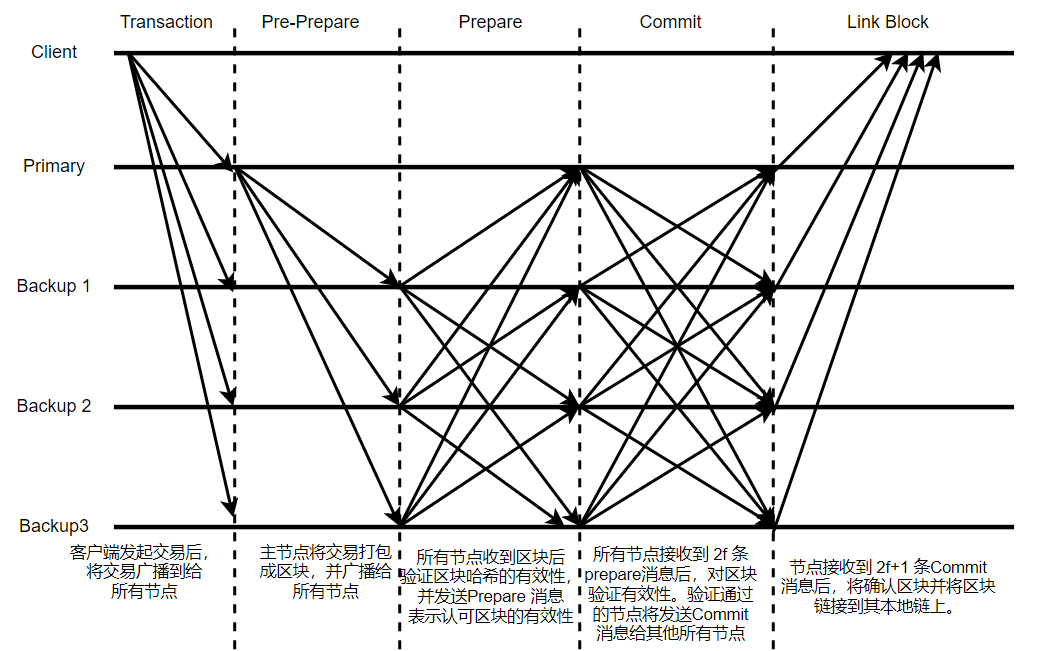 Transaction
Pre-Prepare
Prepare
Commit
Link Block
Client
Primary
Backup 1
Backup 2
Backup3
客户端发起交易后，
将交易广播到给
所有节点
主节点将交易打包
成区块，并广播给
所有节点
所有节点收到区块后
验证区块哈希的有效性，
并发送Prepare 消息
表示认可区块的有效性
所有节点接收到 2f 条
prepare消息后，对区块
验证有效性。验证通过
的节点将发送Commit
消息给其他所有节点
节点接收到 2f+1 条Commit
消息后，将确认区块并将区块
链接到其本地链上。